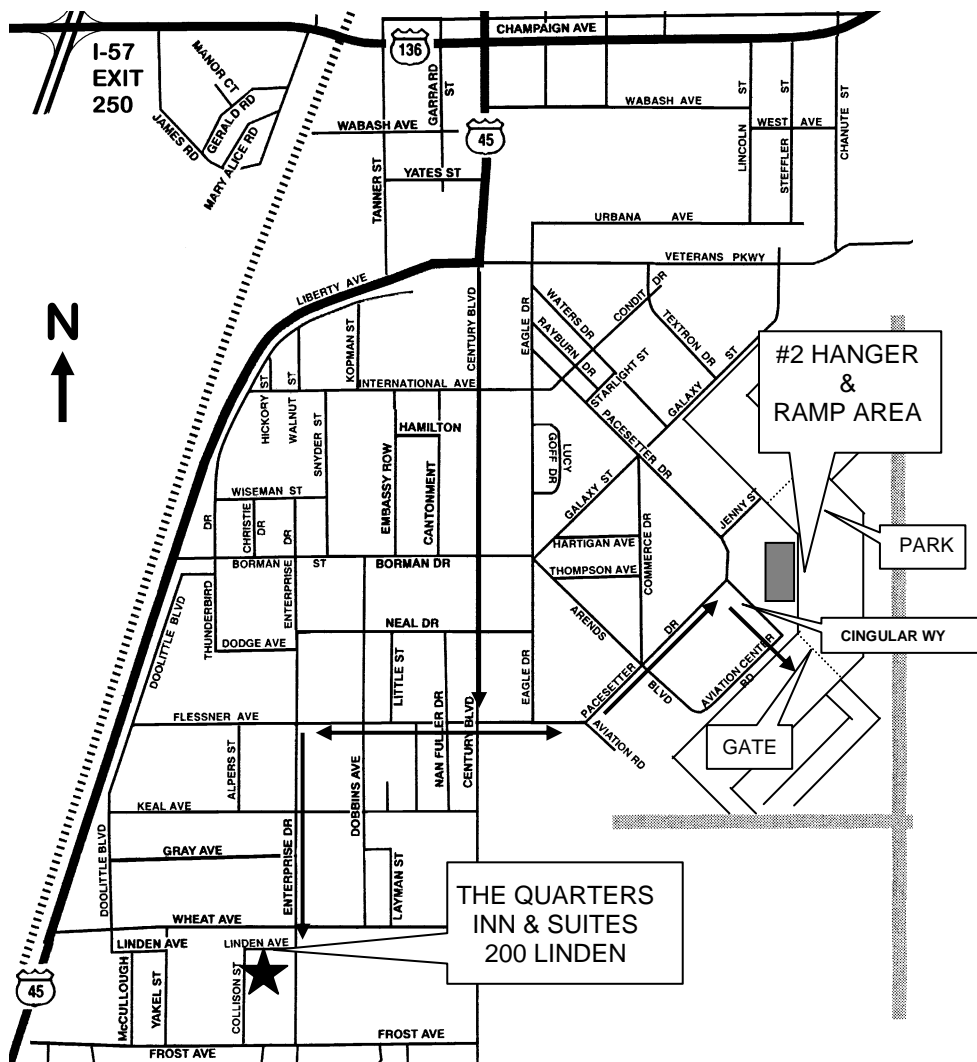 CHAMPAIGN AVE
I-57
EXIT
250
136
MANOR CT
GERALD RD
JAMES RD
MARY ALICE RD
GARRARD ST
WABASH AVE
WABASH AVE
45
WEST AVE
LINCOLN ST
STEFFLER ST
CHANUTE ST
TANNER ST
YATES ST
URBANA AVE
VETERANS PKWY
LIBERTY AVE
N
CENTURY BLVD
EAGLE DR
WATERS DR
RAYBURN DR
CONDIT DR
TEXTRON DR
STARLIGHT ST
GALAXY ST
KOPMAN ST
INTERNATIONAL AVE
HICKORY ST
WALNUT ST
SNYDER ST
#2 HANGER
&
RAMP AREA
HAMILTON
EMBASSY ROW
CANTONMENT
LUCY
GOFF DR
PACESETTER DR
GALAXY ST
WISEMAN ST
CHRISTIE DR
ENTERPRISE DR
JENNY ST
PARK
HARTIGAN AVE
THOMPSON AVE
COMMERCE DR
BORMAN ST
BORMAN DR
THUNDERBIRD DR
DODGE AVE
DOOLITTLE BLVD
NEAL DR
ARENDS BLVD
CINGULAR WY
LITTLE ST
EAGLE DR
PACESETTER DR
AVIATION CENTER RD
FLESSNER AVE
NAN FULLER DR
CENTURY BLVD
AVIATION RD
GATE
ALPERS ST
DOBBINS AVE
KEAL AVE
DOOLITTLE BLVD
GRAY AVE
ENTERPRISE DR
LAYMAN ST
THE QUARTERS
INN & SUITES
200 LINDEN
WHEAT AVE
LINDEN AVE
LINDEN AVE
45
McCULLOUGH
YAKEL ST
COLLISON ST
FROST AVE
FROST AVE